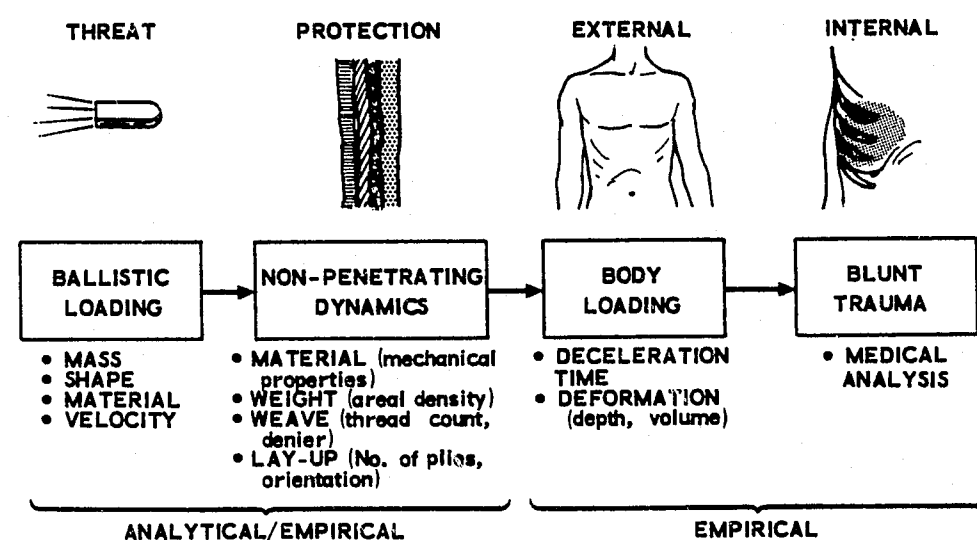 THREAT
PROTECTION
EXTERNAL
INTERNAL
BALLISTIC
LOADING
NON-PENETRATING
DYNAMICS
BODY
LOADING
BLUNT
TRAUMA
• MASS
• SHAPE
• MATERIAL
• VELOCITY
• MATERIAL (mechanical
properties)
• WEIGHT (areal density)
• WEAVE (thread count,
denier)
• LAY-UP (No. of plies,
orientation)
• DECELERATION
TIME
• DEFORMATION
(depth, volume)
• MEDICAL
ANALYSIS
ANALYTICAL/EMPIRICAL
EMPIRICAL